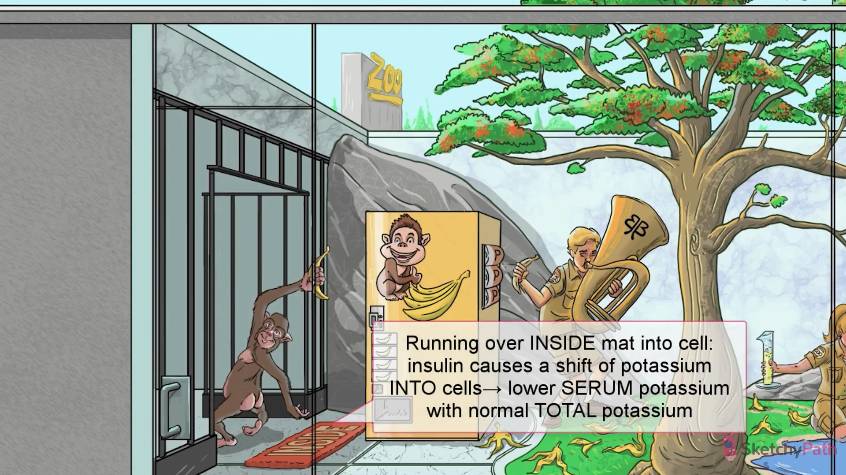 ZOO
Running over INSIDE mat into cell:
insulin causes a shift of potassium
INTO cells→ lower SERUM potassium
with normal TOTAL potassium
INSIDE
SketchyPath